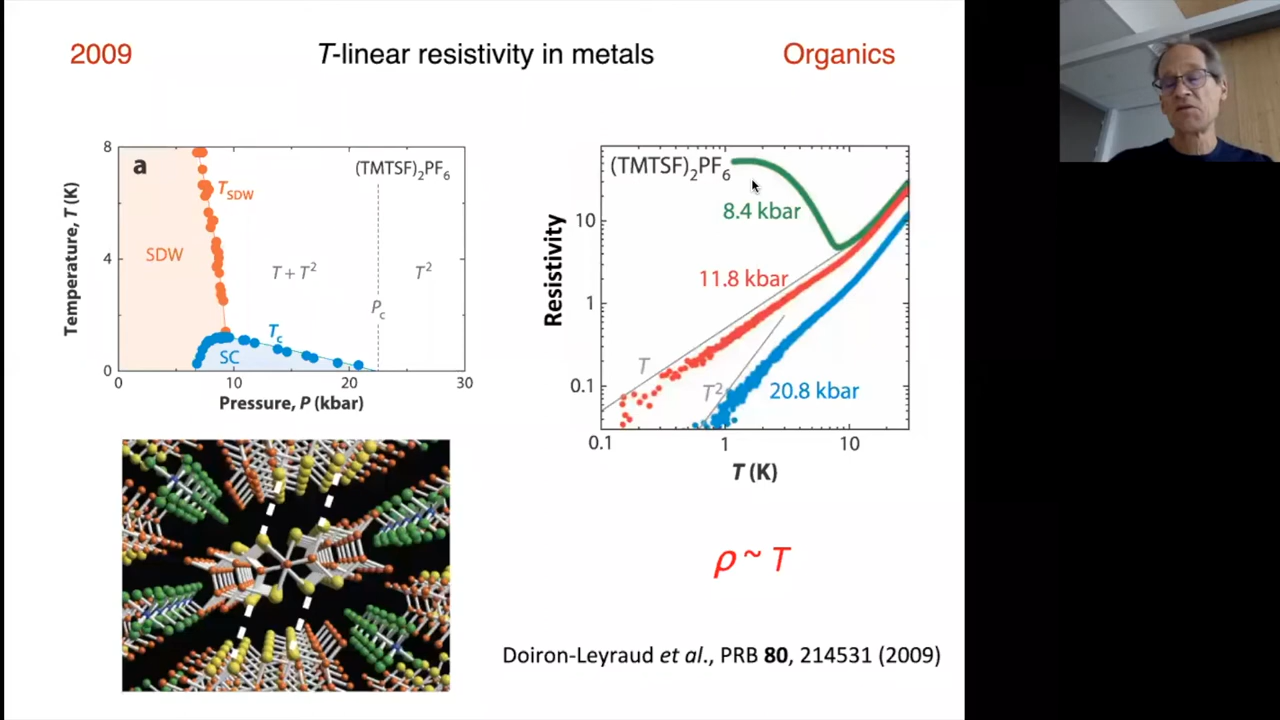 2009
T-linear resistivity in metals
Organics
a
(TMTSF)₂PF₆
8
4
0
Temperature, T (K)
SDW
T_SDW
T + T²
T²
P_c
T_c
SC
0
10
20
30
Pressure, P (kbar)
(TMTSF)₂PF₆
8.4 kbar
11.8 kbar
20.8 kbar
T
T²
10
1
0.1
Resistivity
0.1
1
10
T (K)
ρ ~ T
Doiron-Leyraud et al., PRB 80, 214531 (2009)